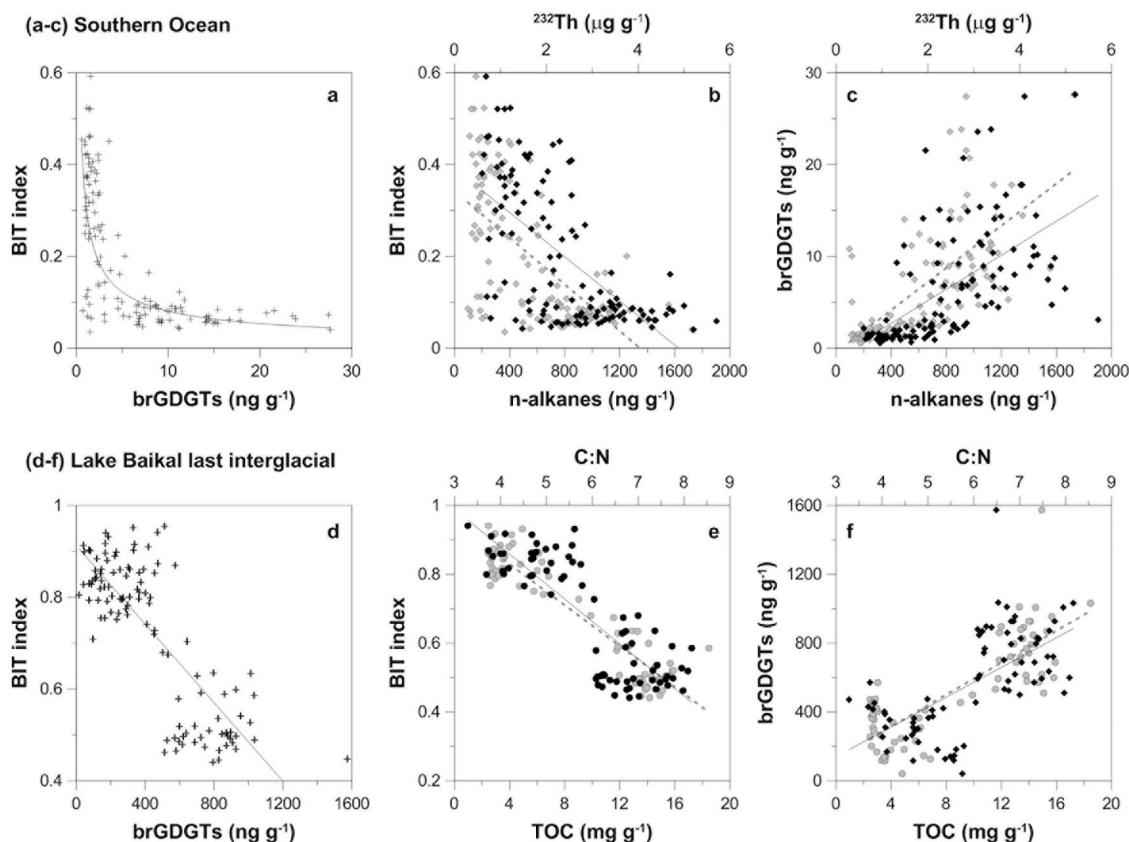 (a-c) Southern Ocean
²³²Th (μg g⁻¹)
0 2 4 6
²³²Th (μg g⁻¹)
0 2 4 6
BIT index
0.6
0.4
0.2
0
a
0 10 20 30
brGDGTs (ng g⁻¹)
BIT index
0.6
0.4
0.2
0
b
0 400 800 1200 1600 2000
n-alkanes (ng g⁻¹)
brGDGTs (ng g⁻¹)
30
20
10
0
c
0 400 800 1200 1600 2000
n-alkanes (ng g⁻¹)
(d-f) Lake Baikal last interglacial
C:N
3 4 5 6 7 8 9
C:N
3 4 5 6 7 8 9
BIT index
1
0.8
0.6
0.4
d
0 400 800 1200 1600
brGDGTs (ng g⁻¹)
BIT index
1
0.8
0.6
0.4
0.2
e
0 4 8 12 16 20
TOC (mg g⁻¹)
brGDGTs (ng g⁻¹)
1600
1200
800
400
0
f
0 4 8 12 16 20
TOC (mg g⁻¹)